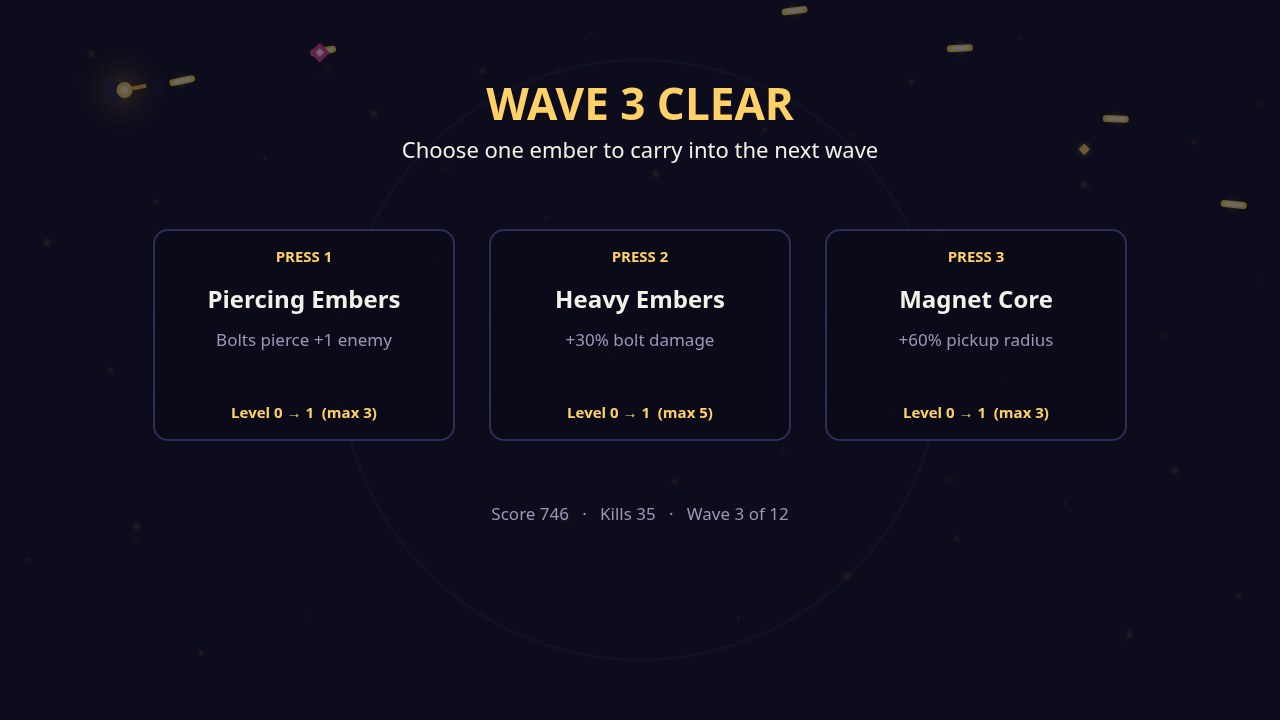 WAVE 3 CLEAR
Choose one ember to carry into the next wave
PRESS 1
Piercing Embers
Bolts pierce +1 enemy
Level 0 → 1 (max 3)
PRESS 2
Heavy Embers
+30% bolt damage
Level 0 → 1 (max 5)
PRESS 3
Magnet Core
+60% pickup radius
Level 0 → 1 (max 3)
Score 746 · Kills 35 · Wave 3 of 12